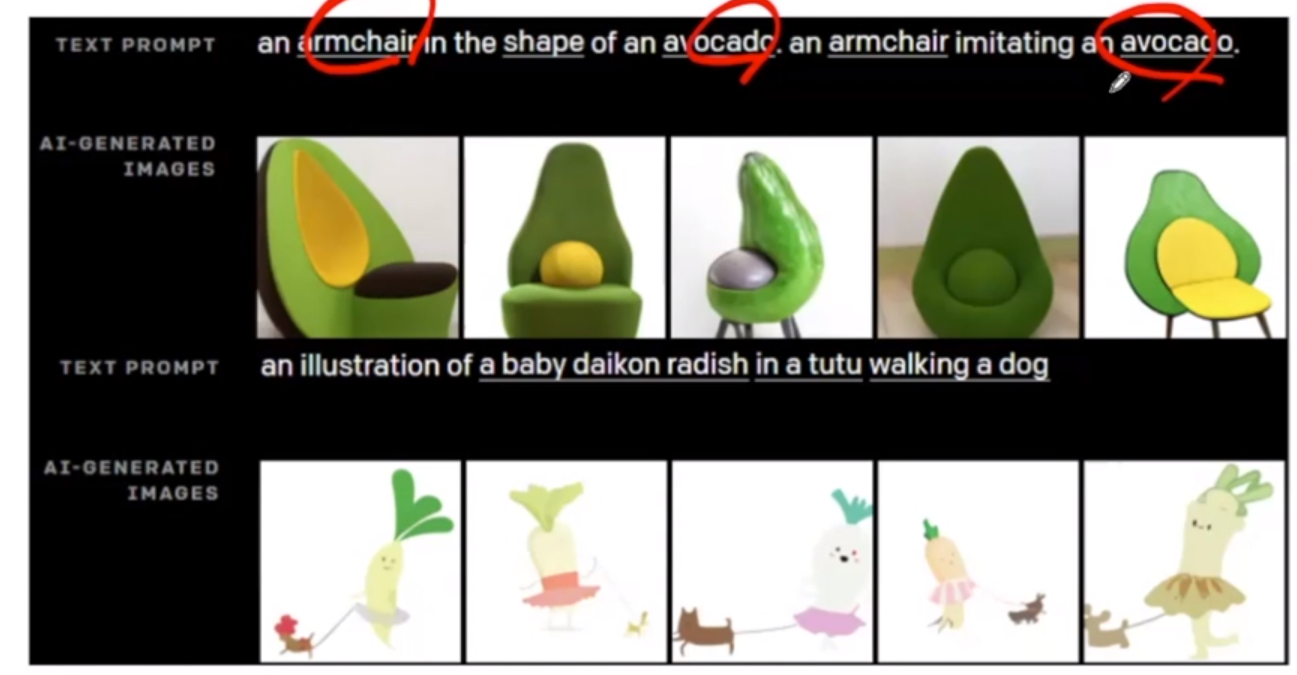 TEXT PROMPT an armchair in the shape of an avocado. an armchair imitating an avocado.
AI-GENERATED
IMAGES
TEXT PROMPT an illustration of a baby daikon radish in a tutu walking a dog
AI-GENERATED
IMAGES